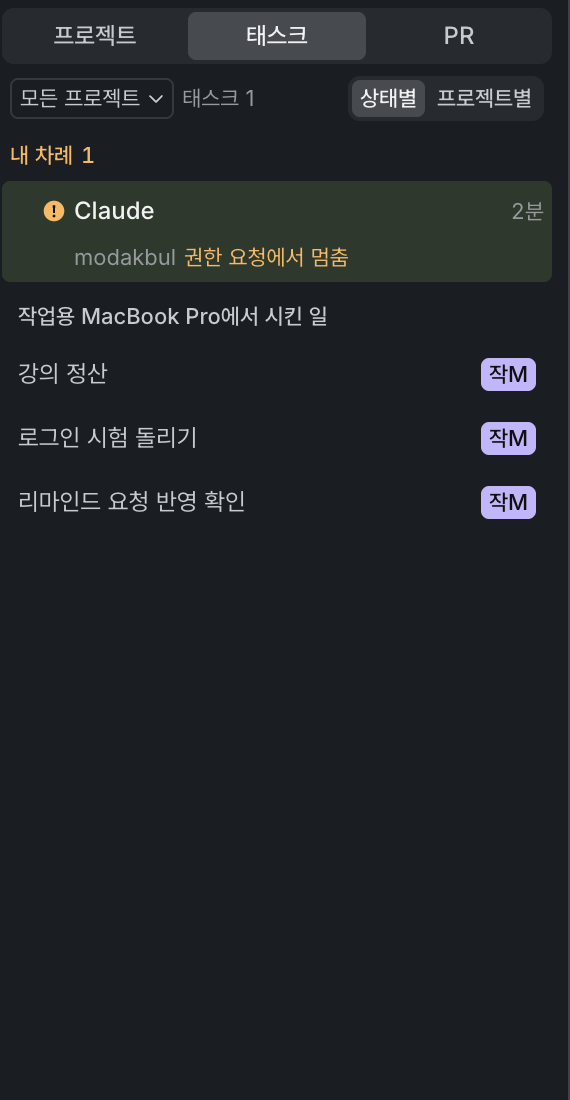 프로젝트 태스크 PR
모든 프로젝트 태스크 1 상태별 프로젝트별
내 차례 1
Claude 2분
modakbul 권한 요청에서 멈춤
작업용 MacBook Pro에서 시킨 일
강의 정산 작M
로그인 시험 돌리기 작M
리마인드 요청 반영 확인 작M